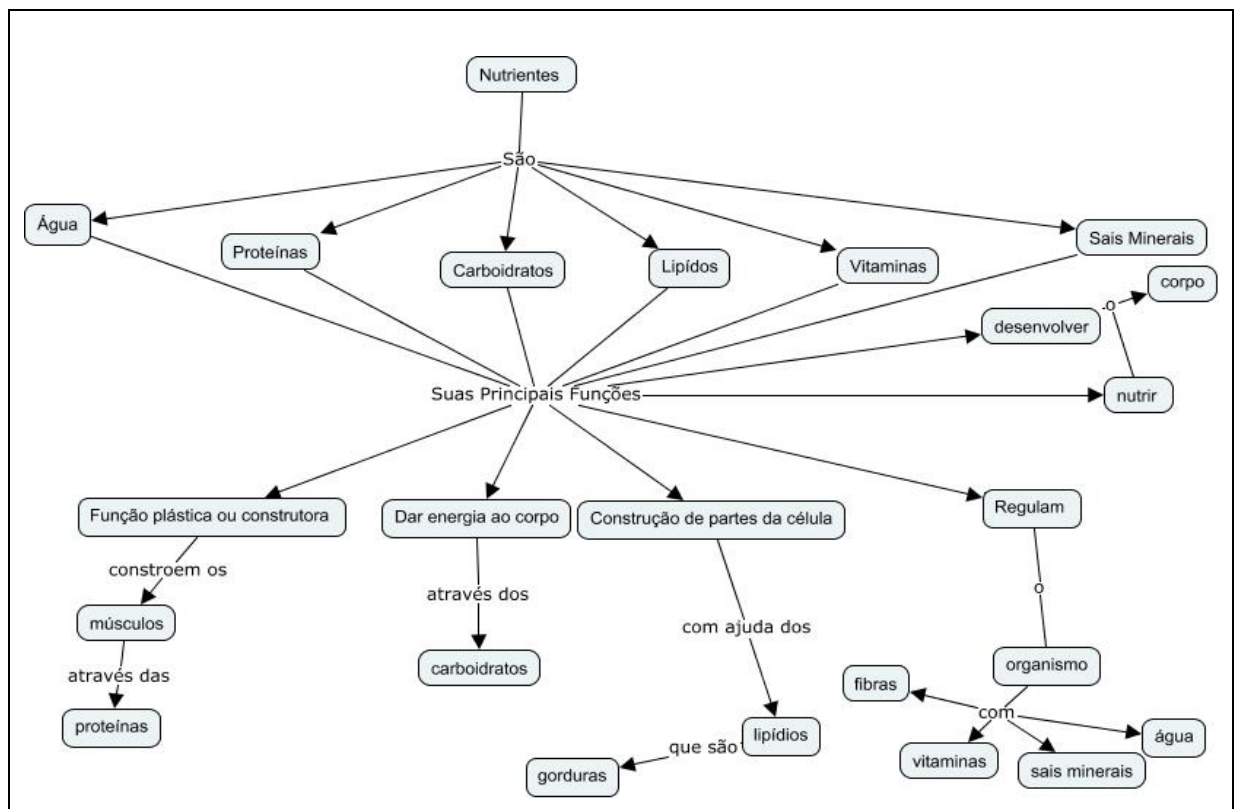 Nutrientes
São
Água
Proteínas
Carboidratos
Lipídos
Vitaminas
Sais Minerais
corpo
o
desenvolver
nutrir
Suas Principais Funções
Função plástica ou construtora
Dar energia ao corpo
Construção de partes da célula
Regulam
constroem os
através dos
o
músculos
com ajuda dos
através das
carboidratos
organismo
fibras
proteínas
lipídios
com
água
que são
gorduras
vitaminas
sais minerais